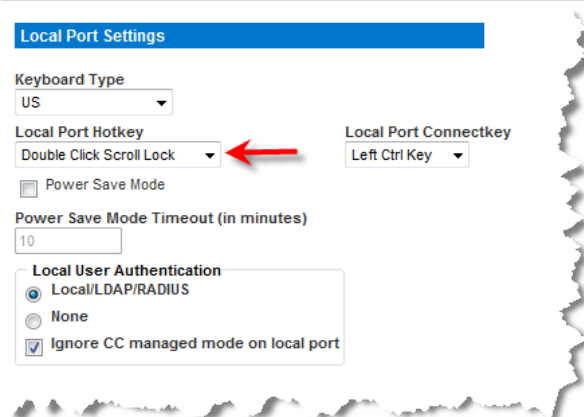 Local Port Settings
Keyboard Type
US
Local Port Hotkey Local Port Connectkey
Double Click Scroll Lock Left Ctrl Key
Power Save Mode
Power Save Mode Timeout (in minutes)
10
Local User Authentication
Local/LDAP/RADIUS
None
Ignore CC managed mode on local port